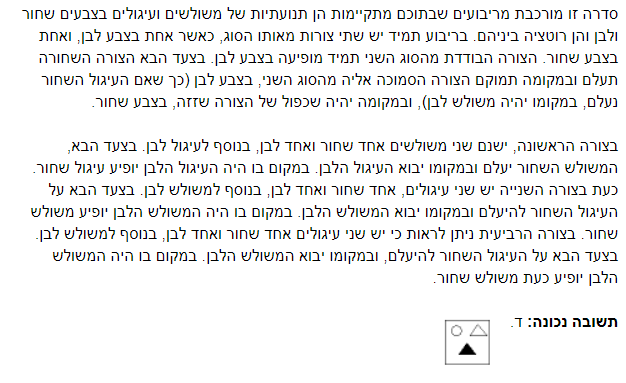 סדרה זו מורכבת מריבועים שבתוכם מתקיימות הן תנועתיות של משולשים ועיגולים בצבעים שחור
ולבן והן רוטציה ביניהם. בריבוע תמיד יש שתי צורות מאותו הסוג, כאשר אחת בצבע לבן, ואחת
בצבע שחור. הצורה הבודדת מהסוג השני תמיד מופיעה בצבע לבן. בצעד הבא הצורה השחורה
תעלם ובמקומה תמוקם הצורה הסמוכה אליה מהסוג השני, בצבע לבן (כך שאם העיגול השחור
נעלם, במקומו יהיה משולש לבן), ובמקומה יהיה שכפול של הצורה שזזה, בצבע שחור.
בצורה הראשונה, ישנם שני משולשים אחד שחור ואחד לבן, בנוסף לעיגול לבן. בצעד הבא,
המשולש השחור יעלם ובמקומו יבוא העיגול הלבן. במקום בו היה העיגול הלבן יופיע עיגול שחור.
כעת בצורה השנייה יש שני עיגולים, אחד שחור ואחד לבן, בנוסף למשולש לבן. בצעד הבא על
העיגול השחור להיעלם ובמקומו יבוא המשולש הלבן. במקום בו היה המשולש הלבן יופיע משולש
שחור. בצורה הרביעית ניתן לראות כי יש שני עיגולים אחד שחור ואחד לבן, בנוסף למשולש לבן.
בצעד הבא על העיגול השחור להיעלם, ובמקומו יבוא המשולש הלבן. במקום בו היה המשולש
הלבן יופיע כעת משולש שחור.
תשובה נכונה: ד.